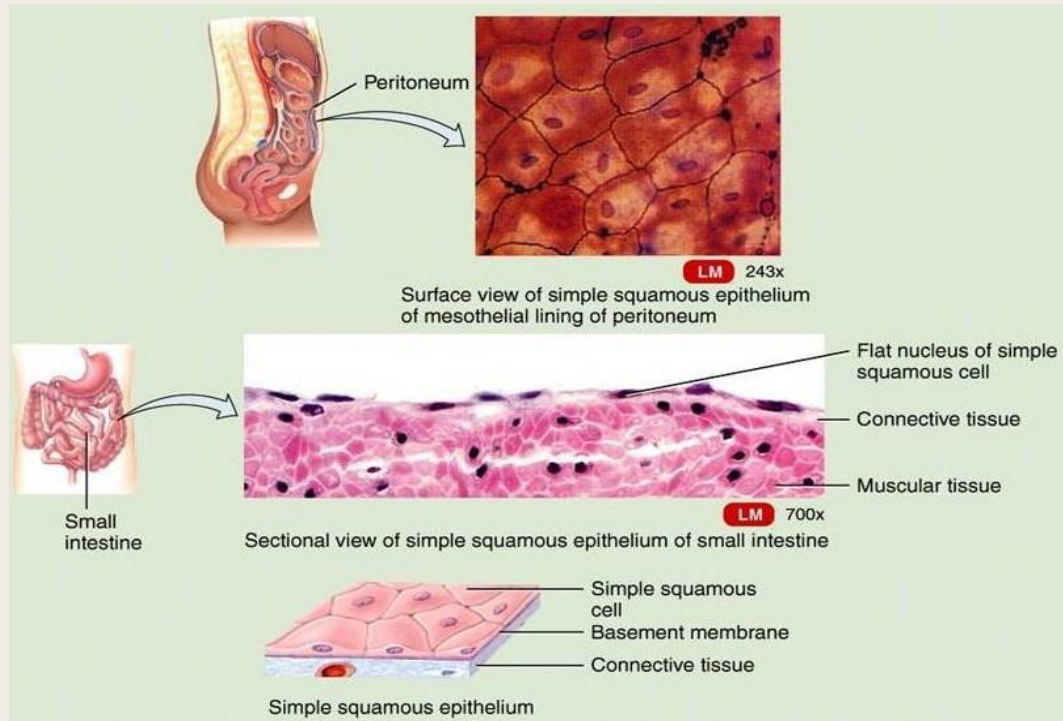 Peritoneum
LM 243x
Surface view of simple squamous epithelium
of mesothelial lining of peritoneum
Flat nucleus of simple
squamous cell
Connective tissue
Muscular tissue
LM 700x
Small
intestine
Sectional view of simple squamous epithelium of small intestine
Simple squamous
cell
Basement membrane
Connective tissue
Simple squamous epithelium